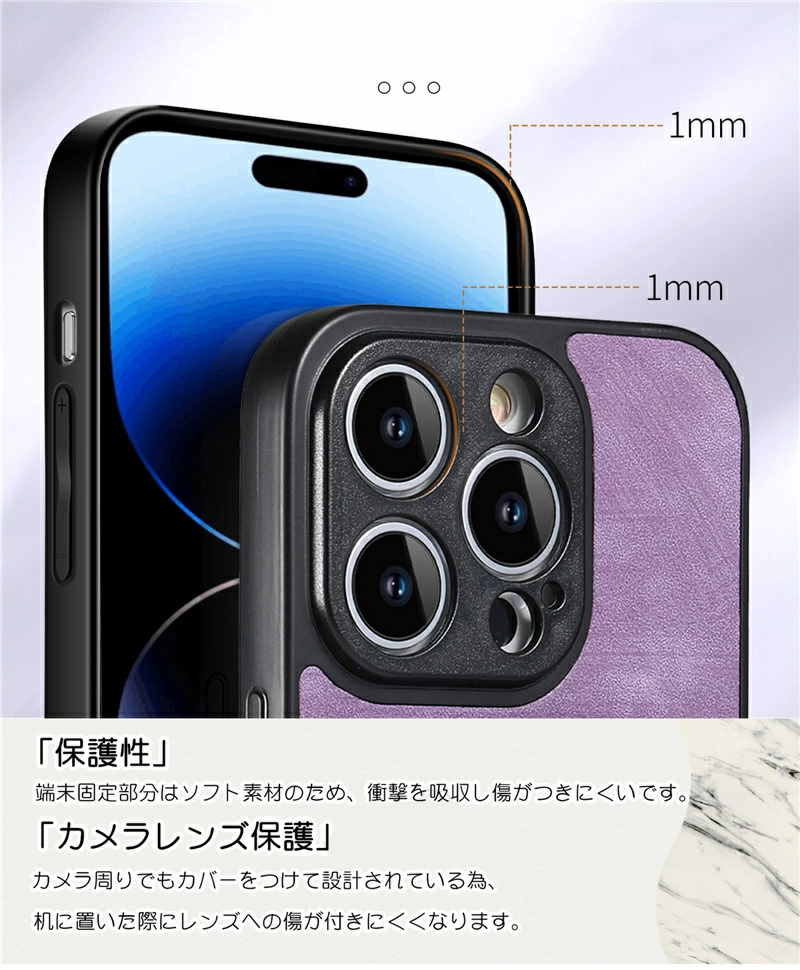 1mm
1mm
「保護性」
端末固定部分はソフト素材のため、衝撃を吸収し傷がつきにくいです。
「カメラレンズ保護」
カメラ周りでもカバーをつけて設計されている為、
机に置いた際にレンズへの傷が付きにくくなります。